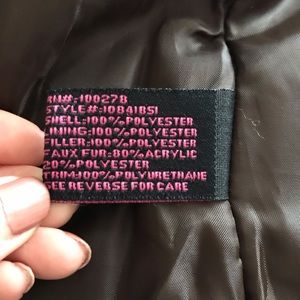 RN#:100278
STYLE#:10841BSI
SHELL:100%POLYESTER
LINING:100%POLYESTER
FILLER:100%POLYESTER
FAUX FUR:80%ACRYLIC
20%POLYESTER
TRIM:100%POLYURETHANE
SEE REVERSE FOR CARE